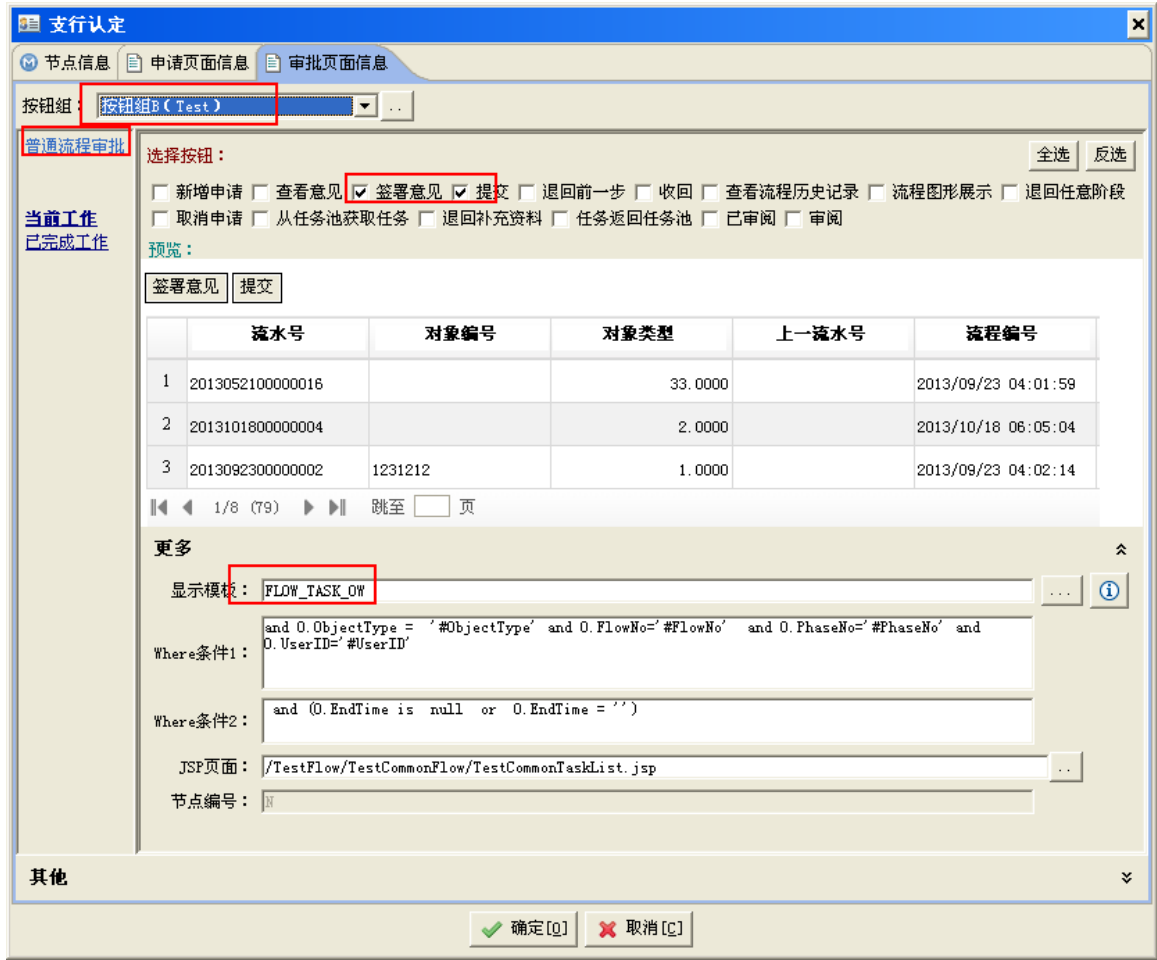 支行认定
节点信息 申请页面信息 审批页面信息
按钮组： 按钮组B(Test) ..
普通流程审批
当前工作
已完成工作
选择按钮： 全选 反选
新增申请 查看意见 签署意见 提交 退回前一步 收回 查看流程历史记录 流程图形展示 退回任意阶段
取消申请 从任务池获取任务 退回补充资料 任务返回任务池 已审阅 审阅
预览：
签署意见 提交
流水号 对象编号 对象类型 上一流水号 流程编号
1 2013052100000016 33.0000 2013/09/23 04:01:59
2 2013101800000004 2.0000 2013/10/18 06:05:04
3 2013092300000002 1231212 1.0000 2013/09/23 04:02:14
1/8 (79) 跳至 页
更多
显示模板： FLOW_TASK_OW ...
Where条件1： and O.ObjectType = '#ObjectType' and O.FlowNo='#FlowNo' and O.PhaseNo='#PhaseNo' and
O.UserID='#UserID'
Where条件2： and (O.EndTime is null or O.EndTime = '')
JSP页面： /TestFlow/TestCommonFlow/TestCommonTaskList.jsp ..
节点编号： N
其他
确定[O] 取消[C]